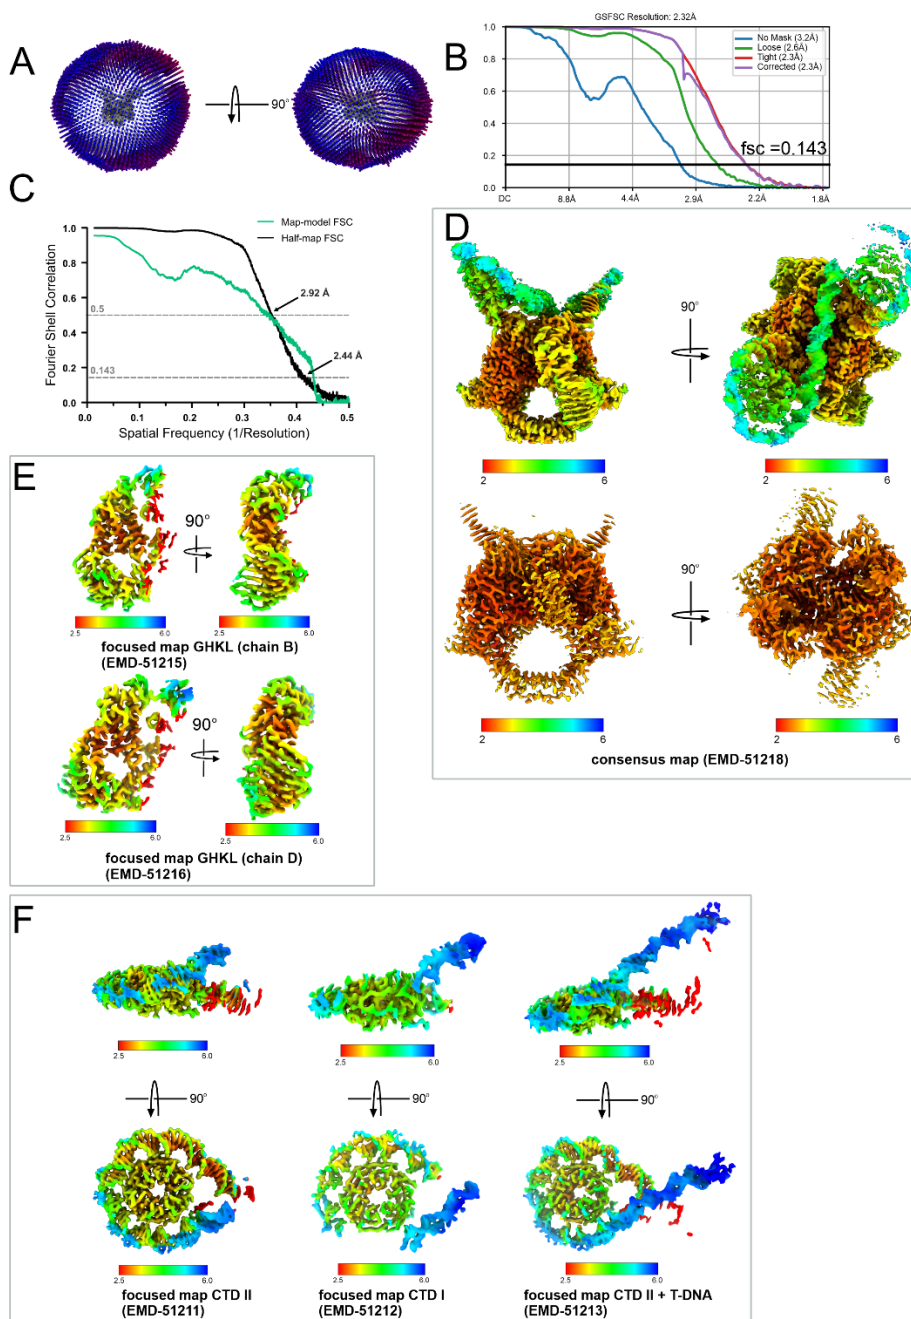 A
90°
B
GSFSC Resolution: 2.32Å
No Mask (3.2Å)
Loose (2.6Å)
Tight (2.3Å)
Corrected (2.3Å)
fsc =0.143
1.0
0.8
0.6
0.4
0.2
0.0
DC
8.8Å
4.4Å
2.9Å
2.2Å
1.8Å
C
Map-model FSC
Half-map FSC
Fourier Shell Correlation
1.0
0.8
0.6
0.4
0.2
0.0
0.5
0.143
2.92 Å
2.44 Å
0.0
0.1
0.2
0.3
0.4
0.5
Spatial Frequency (1/Resolution)
D
90°
2 6
2 6
90°
2 6
2 6
consensus map (EMD-51218)
E
90°
2.5 6.0
2.5 6.0
focused map GHKL (chain B)
(EMD-51215)
90°
2.5 6.0
2.5 6.0
focused map GHKL (chain D)
(EMD-51216)
F
2.5 6.0
2.5 6.0
2.5 6.0
90°
90°
90°
2.5 6.0
2.5 6.0
2.5 6.0
focused map CTD II
(EMD-51211)
focused map CTD I
(EMD-51212)
focused map CTD II + T-DNA
(EMD-51213)